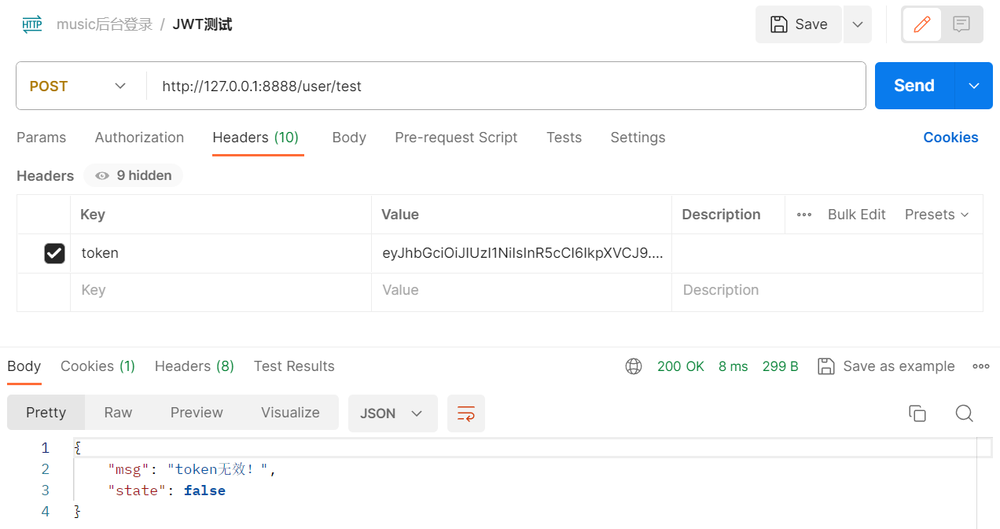 HTTP music后台登录 / JWT测试 Save
POST http://127.0.0.1:8888/user/test Send
Params Authorization Headers (10) Body Pre-request Script Tests Settings Cookies
Headers 9 hidden
Key Value Description Bulk Edit Presets
token eyJhbGciOiJIUzI1NiIsInR5cCI6IkpXVCJ9....
Key Value Description
Body Cookies (1) Headers (8) Test Results 200 OK 8 ms 299 B Save as example
Pretty Raw Preview Visualize JSON
1 {
2 "msg": "token无效！",
3 "state": false
4 }